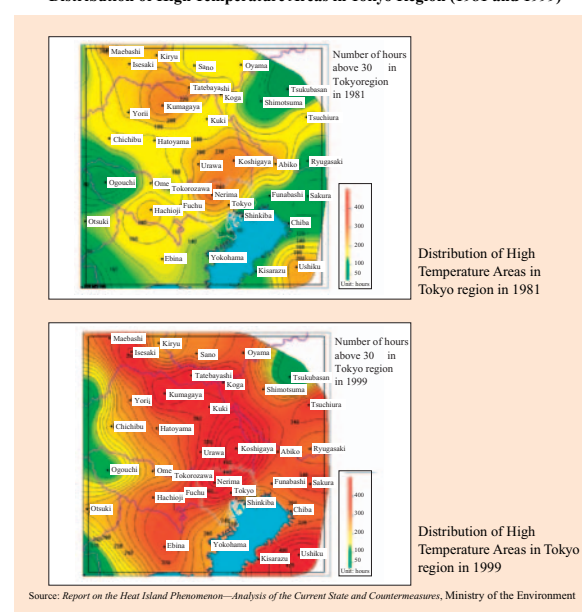 Distribution of High Temperature Areas in Tokyo Region (1981 and 1999)
Number of hours
above 30 in
Tokyoregion
in 1981
Maebashi
Kiryu
Isesaki
Sano
Oyama
Tatebayashi
Koga
Tsukubasan
Shimotsuma
Kumagaya
Yorii
Kuki
Tsuchiura
Chichibu
Hatoyama
Urawa
Koshigaya
Abiko
Ryugasaki
Ogouchi
Ome
Tokorozawa
Nerima
Funabashi
Sakura
Hachioji
Fuchu
Tokyo
Shinkiba
Chiba
Otsuki
Ebina
Yokohama
Kisarazu
Ushiku
400
300
200
100
50
Unit: hours
Distribution of High
Temperature Areas in
Tokyo region in 1981
Number of hours
above 30 in
Tokyo region
in 1999
Maebashi
Kiryu
Isesaki
Sano
Oyama
Tatebayashi
Koga
Tsukubasan
Shimotsuma
Kumagaya
Yorii
Kuki
Tsuchiura
Chichibu
Hatoyama
Urawa
Koshigaya
Abiko
Ryugasaki
Ogouchi
Ome
Tokorozawa
Nerima
Funabashi
Sakura
Hachioji
Fuchu
Tokyo
Shinkiba
Chiba
Otsuki
Ebina
Yokohama
Kisarazu
Ushiku
400
300
200
100
50
Unit: hours
Distribution of High
Temperature Areas in Tokyo
region in 1999
Source: Report on the Heat Island Phenomenon—Analysis of the Current State and Countermeasures, Ministry of the Environment